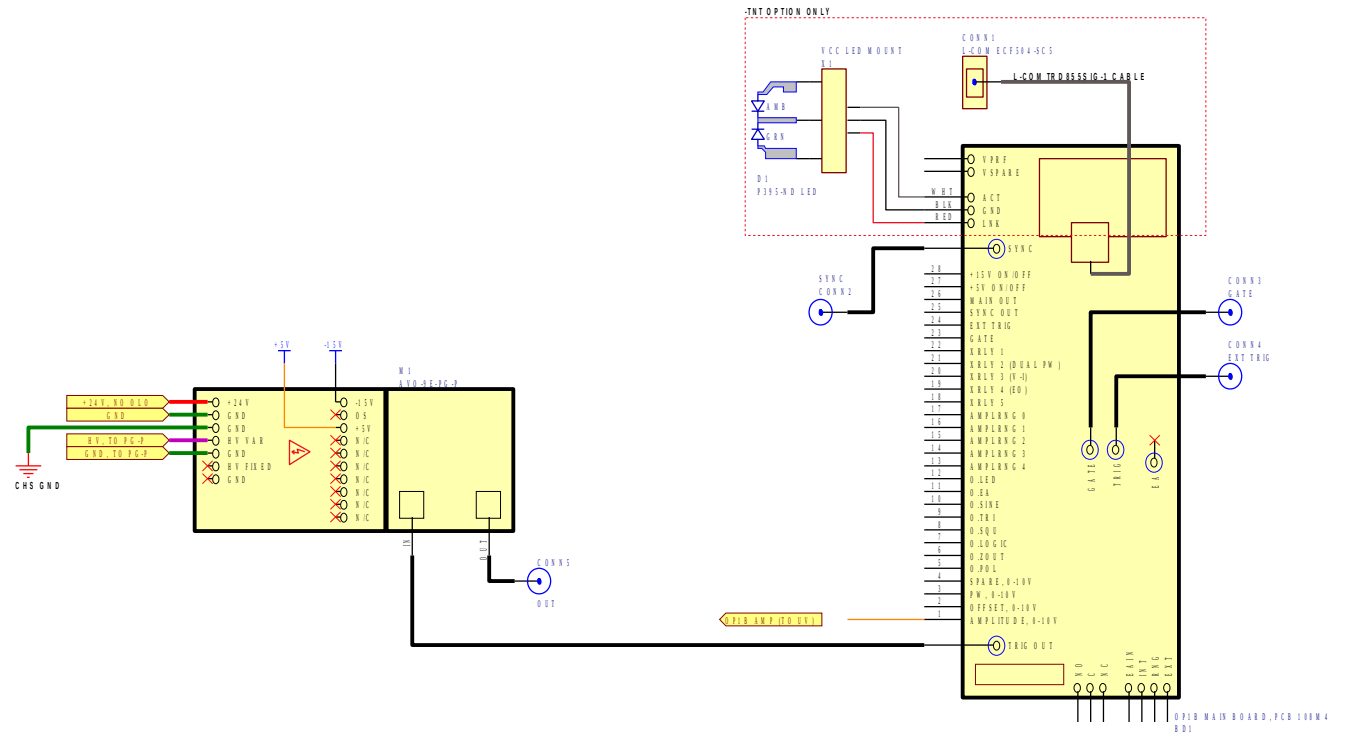 -TNT OPTION ONLY
CONN1
L-COM ECF504-SC5
VCC LED MOUNT
X1
L-COM TRD855SIG-1 CABLE
AMB
GRN
D1
P395-ND LED
VPRF
VSPARE
WHT
ACT
BLK
GND
RED
LNK
SYNC
SYNC
CONN2
28
+15V ON/OFF
27
+5V ON/OFF
26
MAIN OUT
25
SYNC OUT
24
EXT TRIG
23
GATE
22
XRLY 1
21
XRLY 2 (DUAL PW)
20
XRLY 3 (V-I)
19
XRLY 4 (EO)
18
XRLY 5
17
AMPLRNG 0
16
AMPLRNG 1
15
AMPLRNG 2
14
AMPLRNG 3
13
AMPLRNG 4
12
O.LED
11
O.EA
10
O.SINE
9
O.TRI
8
O.SQU
7
O.LOGIC
6
O.ZOUT
5
O.POL
4
SPARE, 0-10V
3
PW, 0-10V
2
OFFSET, 0-10V
1
AMPLITUDE, 0-10V
OP1B AMP (TO UV)
TRIG OUT
CONN3
GATE
CONN4
EXT TRIG
GATE
TRIG
EA
NO
C
NC
EAIN
INT
RNG
EXT
OP1B MAIN BOARD, PCB 108M4
BD1
+5V
-15V
M1
AVO-9E-PG-P
+24V, NO OLO
GND
HV, TO PG-P
GND, TO PG-P
CHS GND
+24V
GND
GND
HV VAR
GND
HV FIXED
GND
-15V
OS
+5V
N/C
N/C
N/C
N/C
N/C
N/C
N/C
IN
OUT
CONN5
OUT